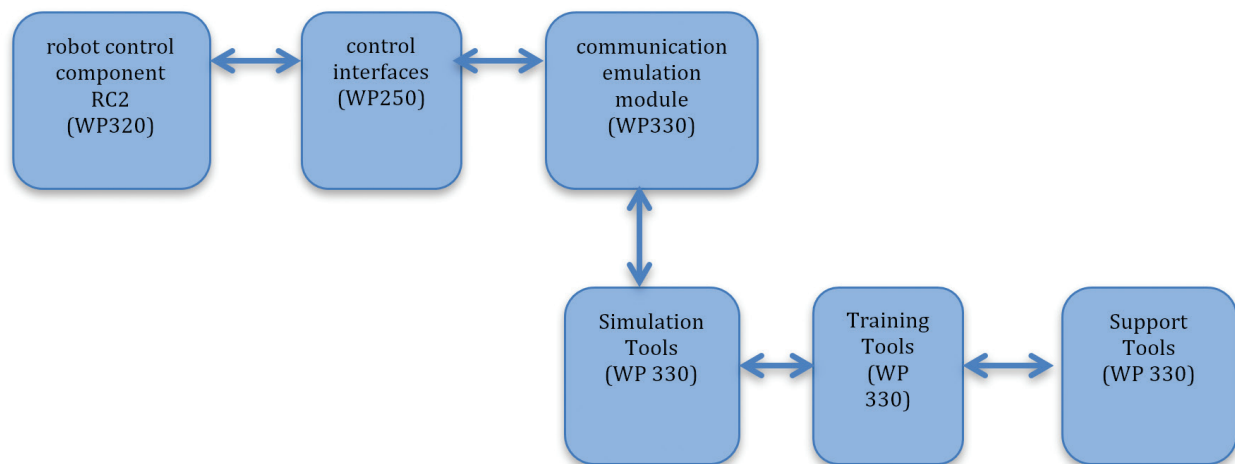 robot control
component
RC2
(WP320)
control
interfaces
(WP250)
communication
emulation
module
(WP330)
Simulation
Tools
(WP 330)
Training
Tools
(WP
330)
Support
Tools
(WP 330)